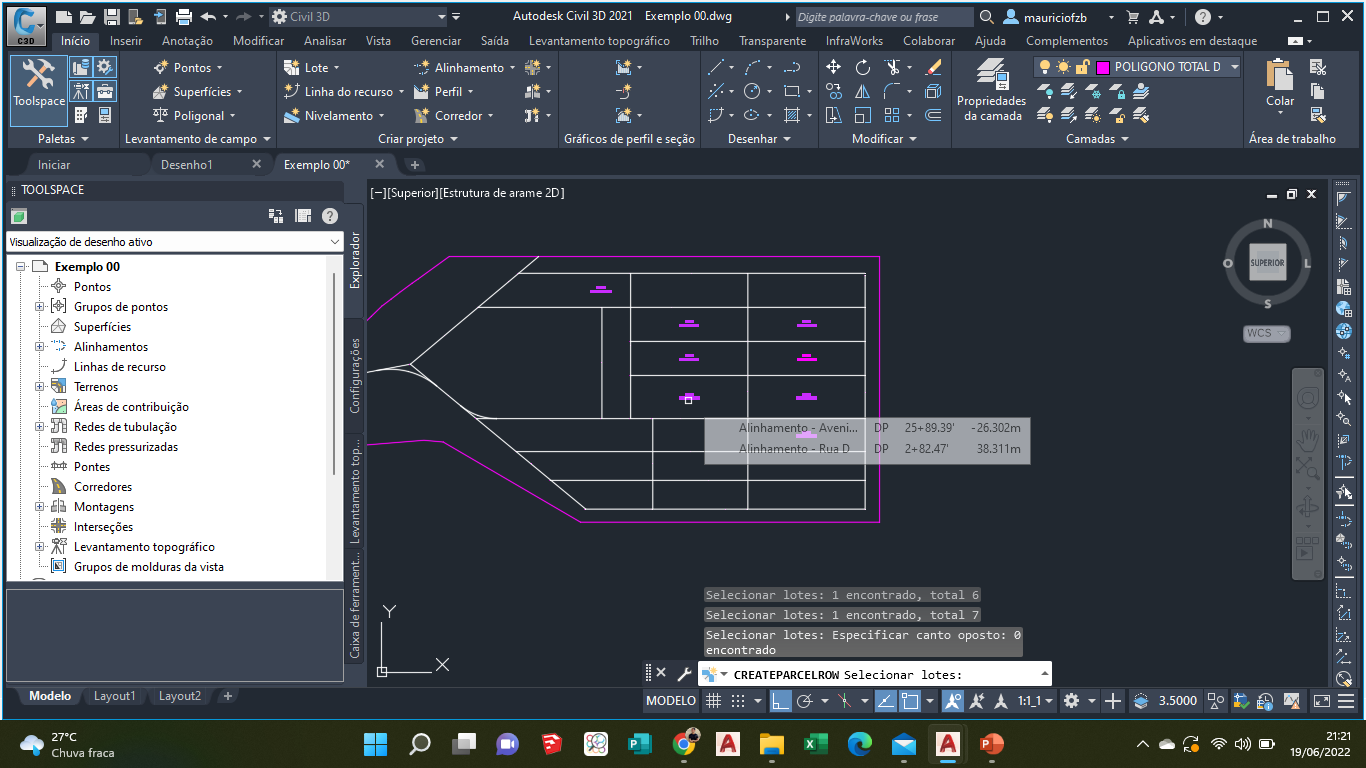 C3D
Civil 3D
Autodesk Civil 3D 2021 Exemplo 00.dwg
Digite palavra-chave ou frase
mauriciofzb
Início Inserir Anotação Modificar Analisar Vista Gerenciar Saída Levantamento topográfico Trilho Transparente InfraWorks Colaborar Ajuda Complementos Aplicativos em destaque
Toolspace
Pontos
Superfícies
Poligonal
Lote
Linha do recurso
Nivelamento
Alinhamento
Perfil
Corredor
Propriedades da camada
POLIGONO TOTAL D
Colar
Paletas
Levantamento de campo
Criar projeto
Gráficos de perfil e seção
Desenhar
Modificar
Camadas
Área de trabalho
Iniciar
Desenho1
Exemplo 00*
TOOLSPACE
Visualização de desenho ativo
Exemplo 00
Pontos
Grupos de pontos
Superfícies
Alinhamentos
Linhas de recurso
Terrenos
Áreas de contribuição
Redes de tubulação
Redes pressurizadas
Pontes
Corredores
Montagens
Interseções
Levantamento topográfico
Grupos de molduras da vista
Explorador
Configurações
Levantamento top...
Caixa de ferrament...
[−][Superior][Estrutura de arame 2D]
N
O SUPERIOR L
S
WCS
Alinhamento - Aveni... DP 25+89.39' -26.302m
Alinhamento - Rua D DP 2+82.47' 38.311m
Y
X
Selecionar lotes: 1 encontrado, total 6
Selecionar lotes: 1 encontrado, total 7
Selecionar lotes: Especificar canto oposto: 0
encontrado
CREATEPARCELROW Selecionar lotes:
Modelo Layout1 Layout2
MODELO
1:1_1
3.5000
27°C
Chuva fraca
21:21
19/06/2022